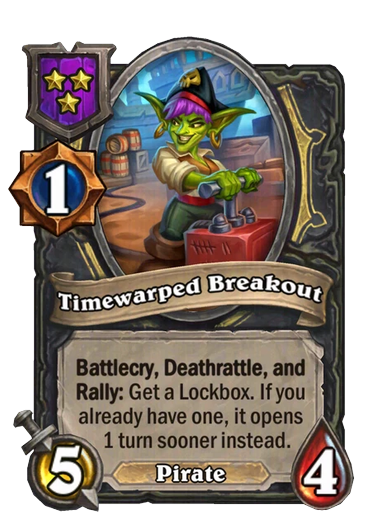 1
Timewarped Breakout
Battlecry, Deathrattle, and
Rally: Get a Lockbox. If you
already have one, it opens
1 turn sooner instead.
5
Pirate
4